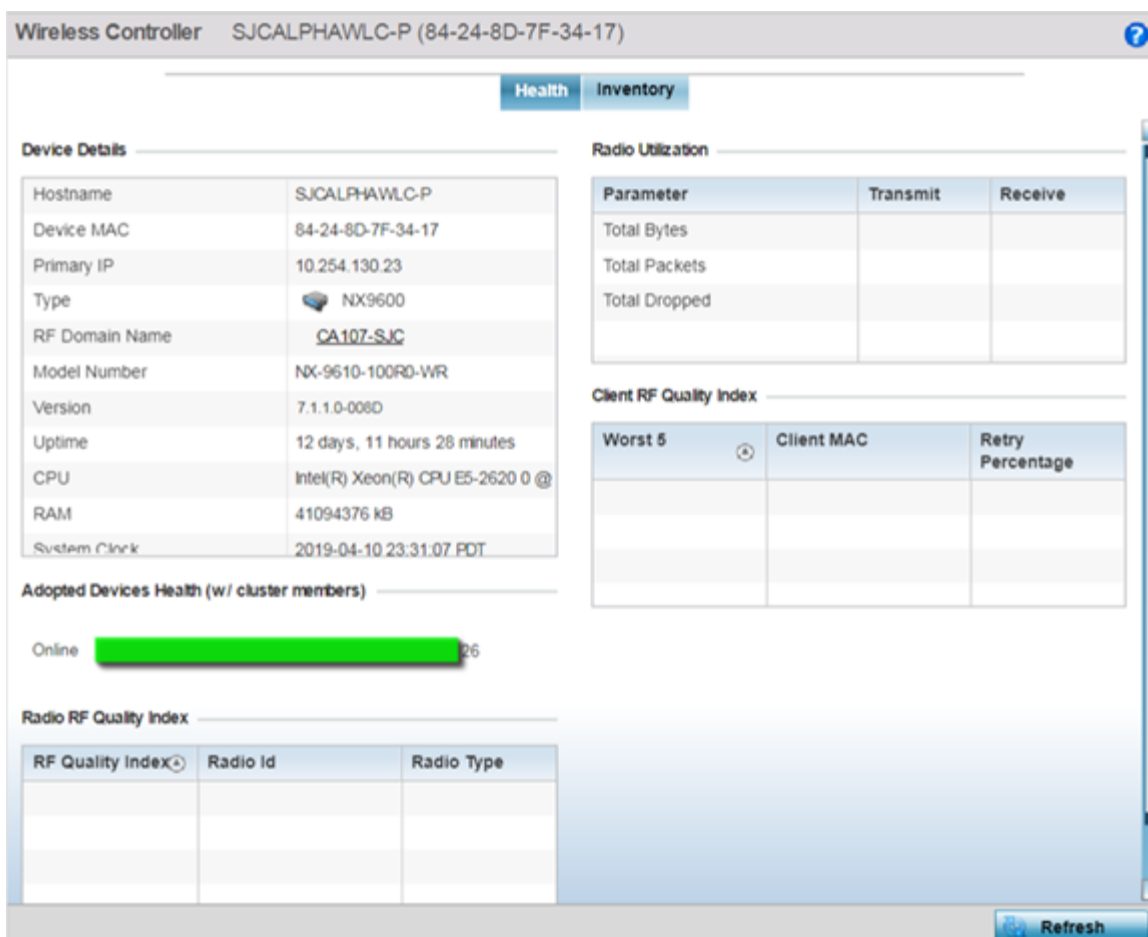 Wireless Controller SJCALPHAWLC-P (84-24-8D-7F-34-17)
?
Health Inventory
Device Details
Hostname SJCALPHAWLC-P
Device MAC 84-24-8D-7F-34-17
Primary IP 10.254.130.23
Type NX9600
RF Domain Name CA107-SJC
Model Number NX-9610-100R0-WR
Version 7.1.1.0-008D
Uptime 12 days, 11 hours 28 minutes
CPU Intel(R) Xeon(R) CPU E5-2620 0 @
RAM 41094376 kB
System Clock 2019-04-10 23:31:07 PDT
Adopted Devices Health (w/ cluster members)
Online 26
Radio RF Quality Index
RF Quality Index Radio Id Radio Type
Radio Utilization
Parameter Transmit Receive
Total Bytes
Total Packets
Total Dropped
Client RF Quality Index
Worst 5 Client MAC Retry
Percentage
Refresh